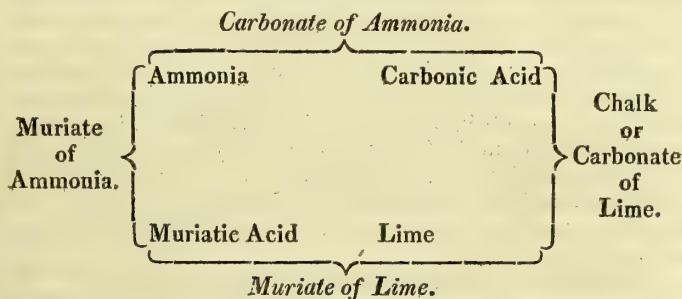 Carbonate of Ammonia.
Ammonia Carbonic Acid
Muriate
of
Ammonia.
Chalk
or
Carbonate
of
Lime.
Muriatic Acid Lime
Muriate of Lime.